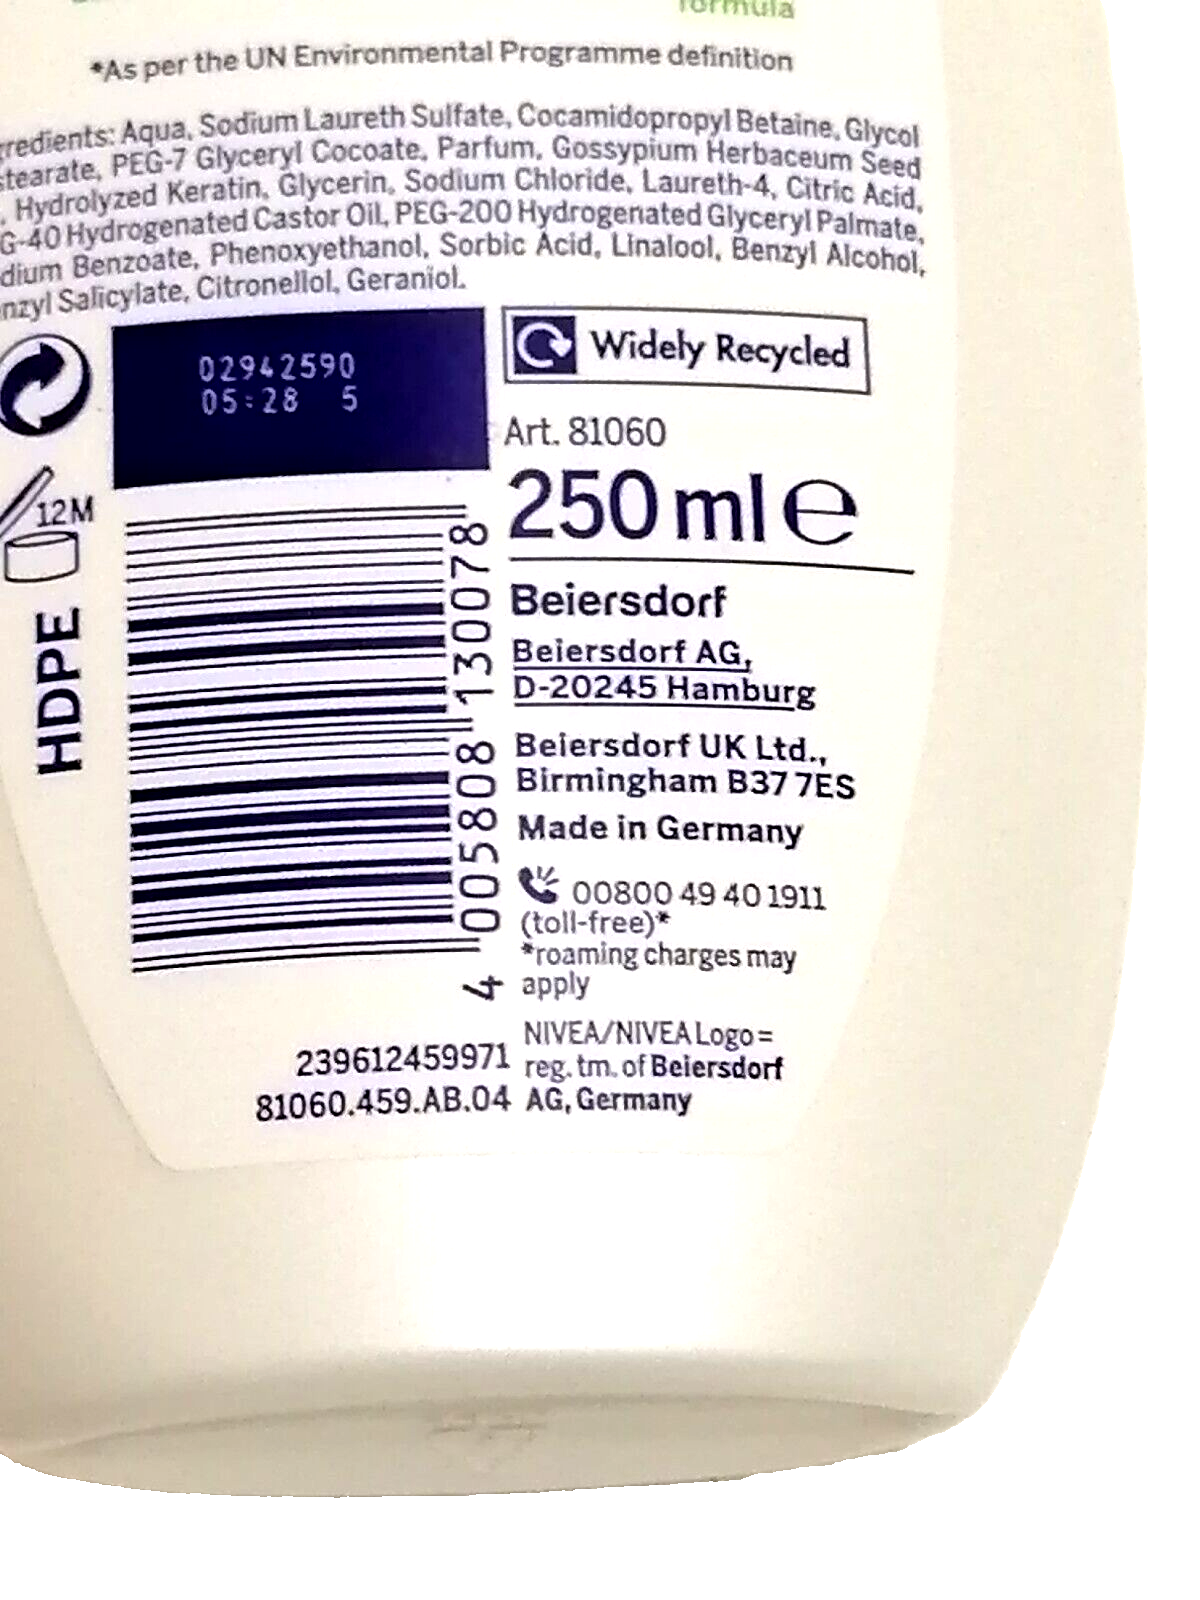 formula
*As per the UN Environmental Programme definition
redients: Aqua, Sodium Laureth Sulfate, Cocamidopropyl Betaine, Glycol
stearate, PEG-7 Glyceryl Cocoate, Parfum, Gossypium Herbaceum Seed
, Hydrolyzed Keratin, Glycerin, Sodium Chloride, Laureth-4, Citric Acid,
G-40 Hydrogenated Castor Oil, PEG-200 Hydrogenated Glyceryl Palmate,
dium Benzoate, Phenoxyethanol, Sorbic Acid, Linalool, Benzyl Alcohol,
nzyl Salicylate, Citronellol, Geraniol.
02942590
05:28 5
Widely Recycled
Art. 81060
250 ml e
12M
HDPE
4 005808 130078
Beiersdorf
Beiersdorf AG,
D-20245 Hamburg
Beiersdorf UK Ltd.,
Birmingham B37 7ES
Made in Germany
00800 49 40 1911
(toll-free)*
*roaming charges may
apply
NIVEA/NIVEA Logo =
reg. tm. of Beiersdorf
AG, Germany
239612459971
81060.459.AB.04